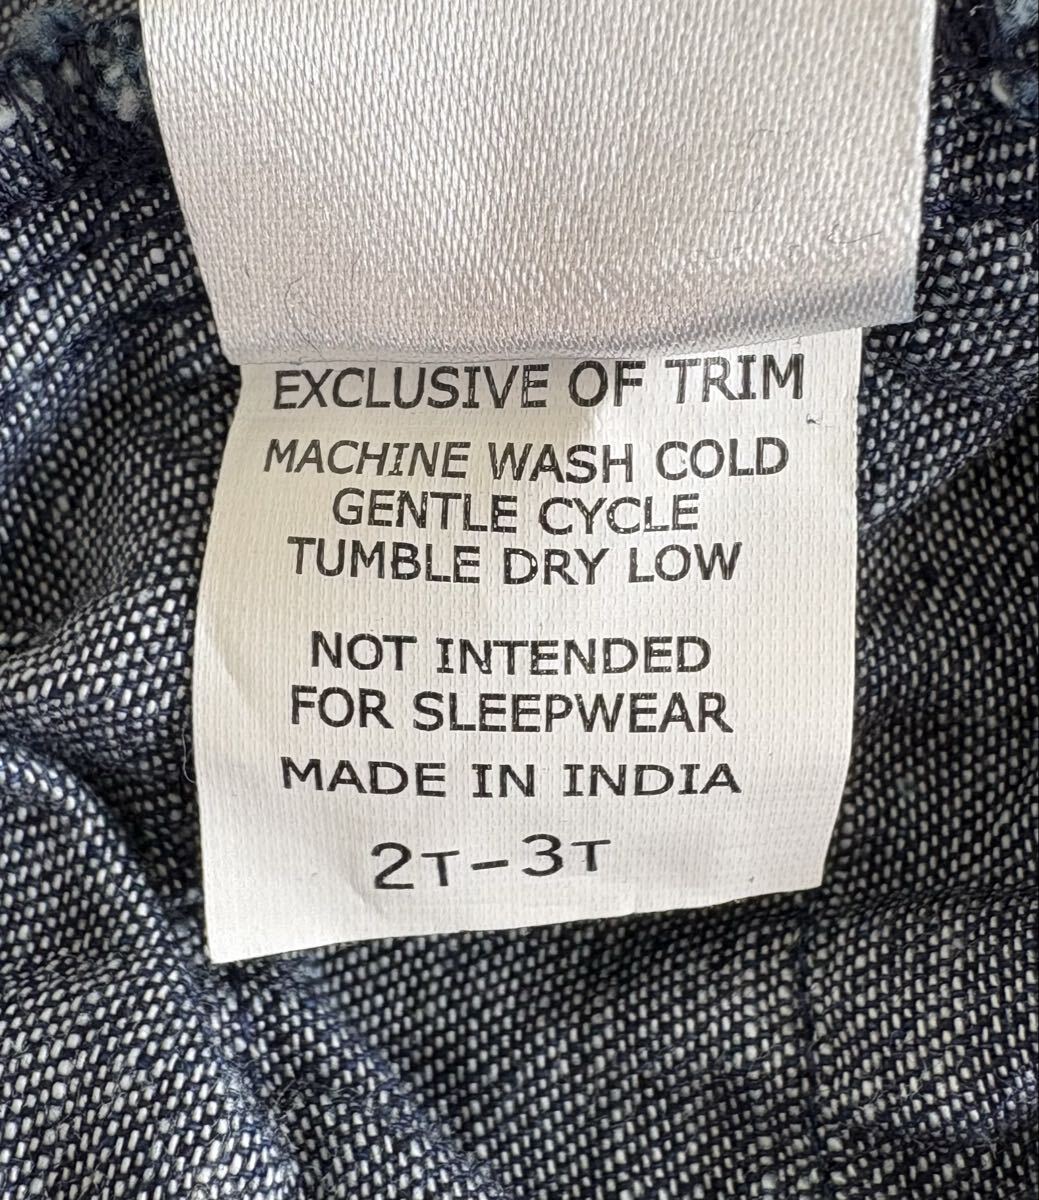 EXCLUSIVE OF TRIM
MACHINE WASH COLD
GENTLE CYCLE
TUMBLE DRY LOW
NOT INTENDED
FOR SLEEPWEAR
MADE IN INDIA
2T-3T